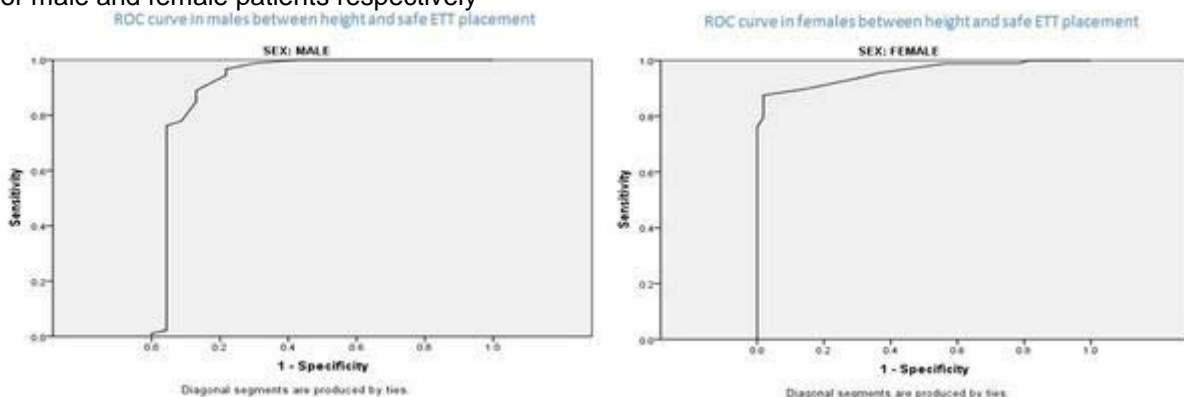 or male and female patients respectively
ROC curve in males between height and safe ETT placement
SEX: MALE
1.0
0.8
0.6
0.4
0.2
0.0
Sensitivity
0.0 0.2 0.4 0.6 0.8 1.0
1 - Specificity
Diagonal segments are produced by ties.
ROC curve in females between height and safe ETT placement
SEX: FEMALE
1.0
0.8
0.6
0.4
0.2
0.0
Sensitivity
0.0 0.2 0.4 0.6 0.8 1.0
1 - Specificity
Diagonal segments are produced by ties.